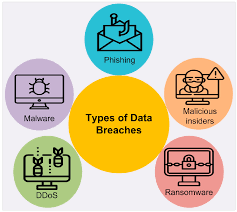 Phishing
Malware
Types of Data
Breaches
Malicious
insiders
DDoS
Ransomware